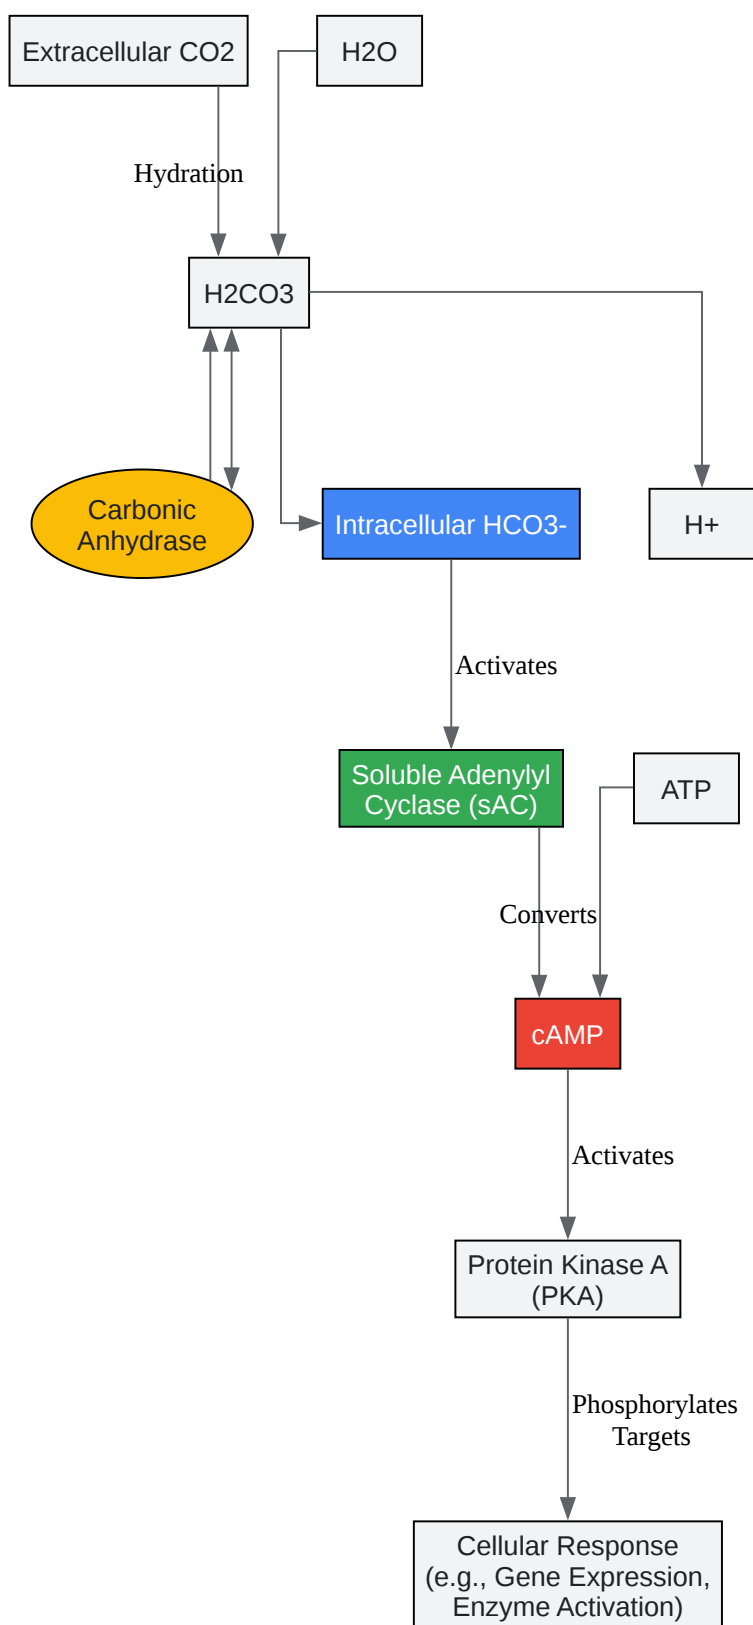 Extracellular CO2
H2O
Hydration
H2CO3
Carbonic
Anhydrase
Intracellular HCO3-
H+
Activates
Soluble Adenylyl
Cyclase (sAC)
ATP
Converts
cAMP
Activates
Protein Kinase A
(PKA)
Phosphorylates
Targets
Cellular Response
(e.g., Gene Expression,
Enzyme Activation)